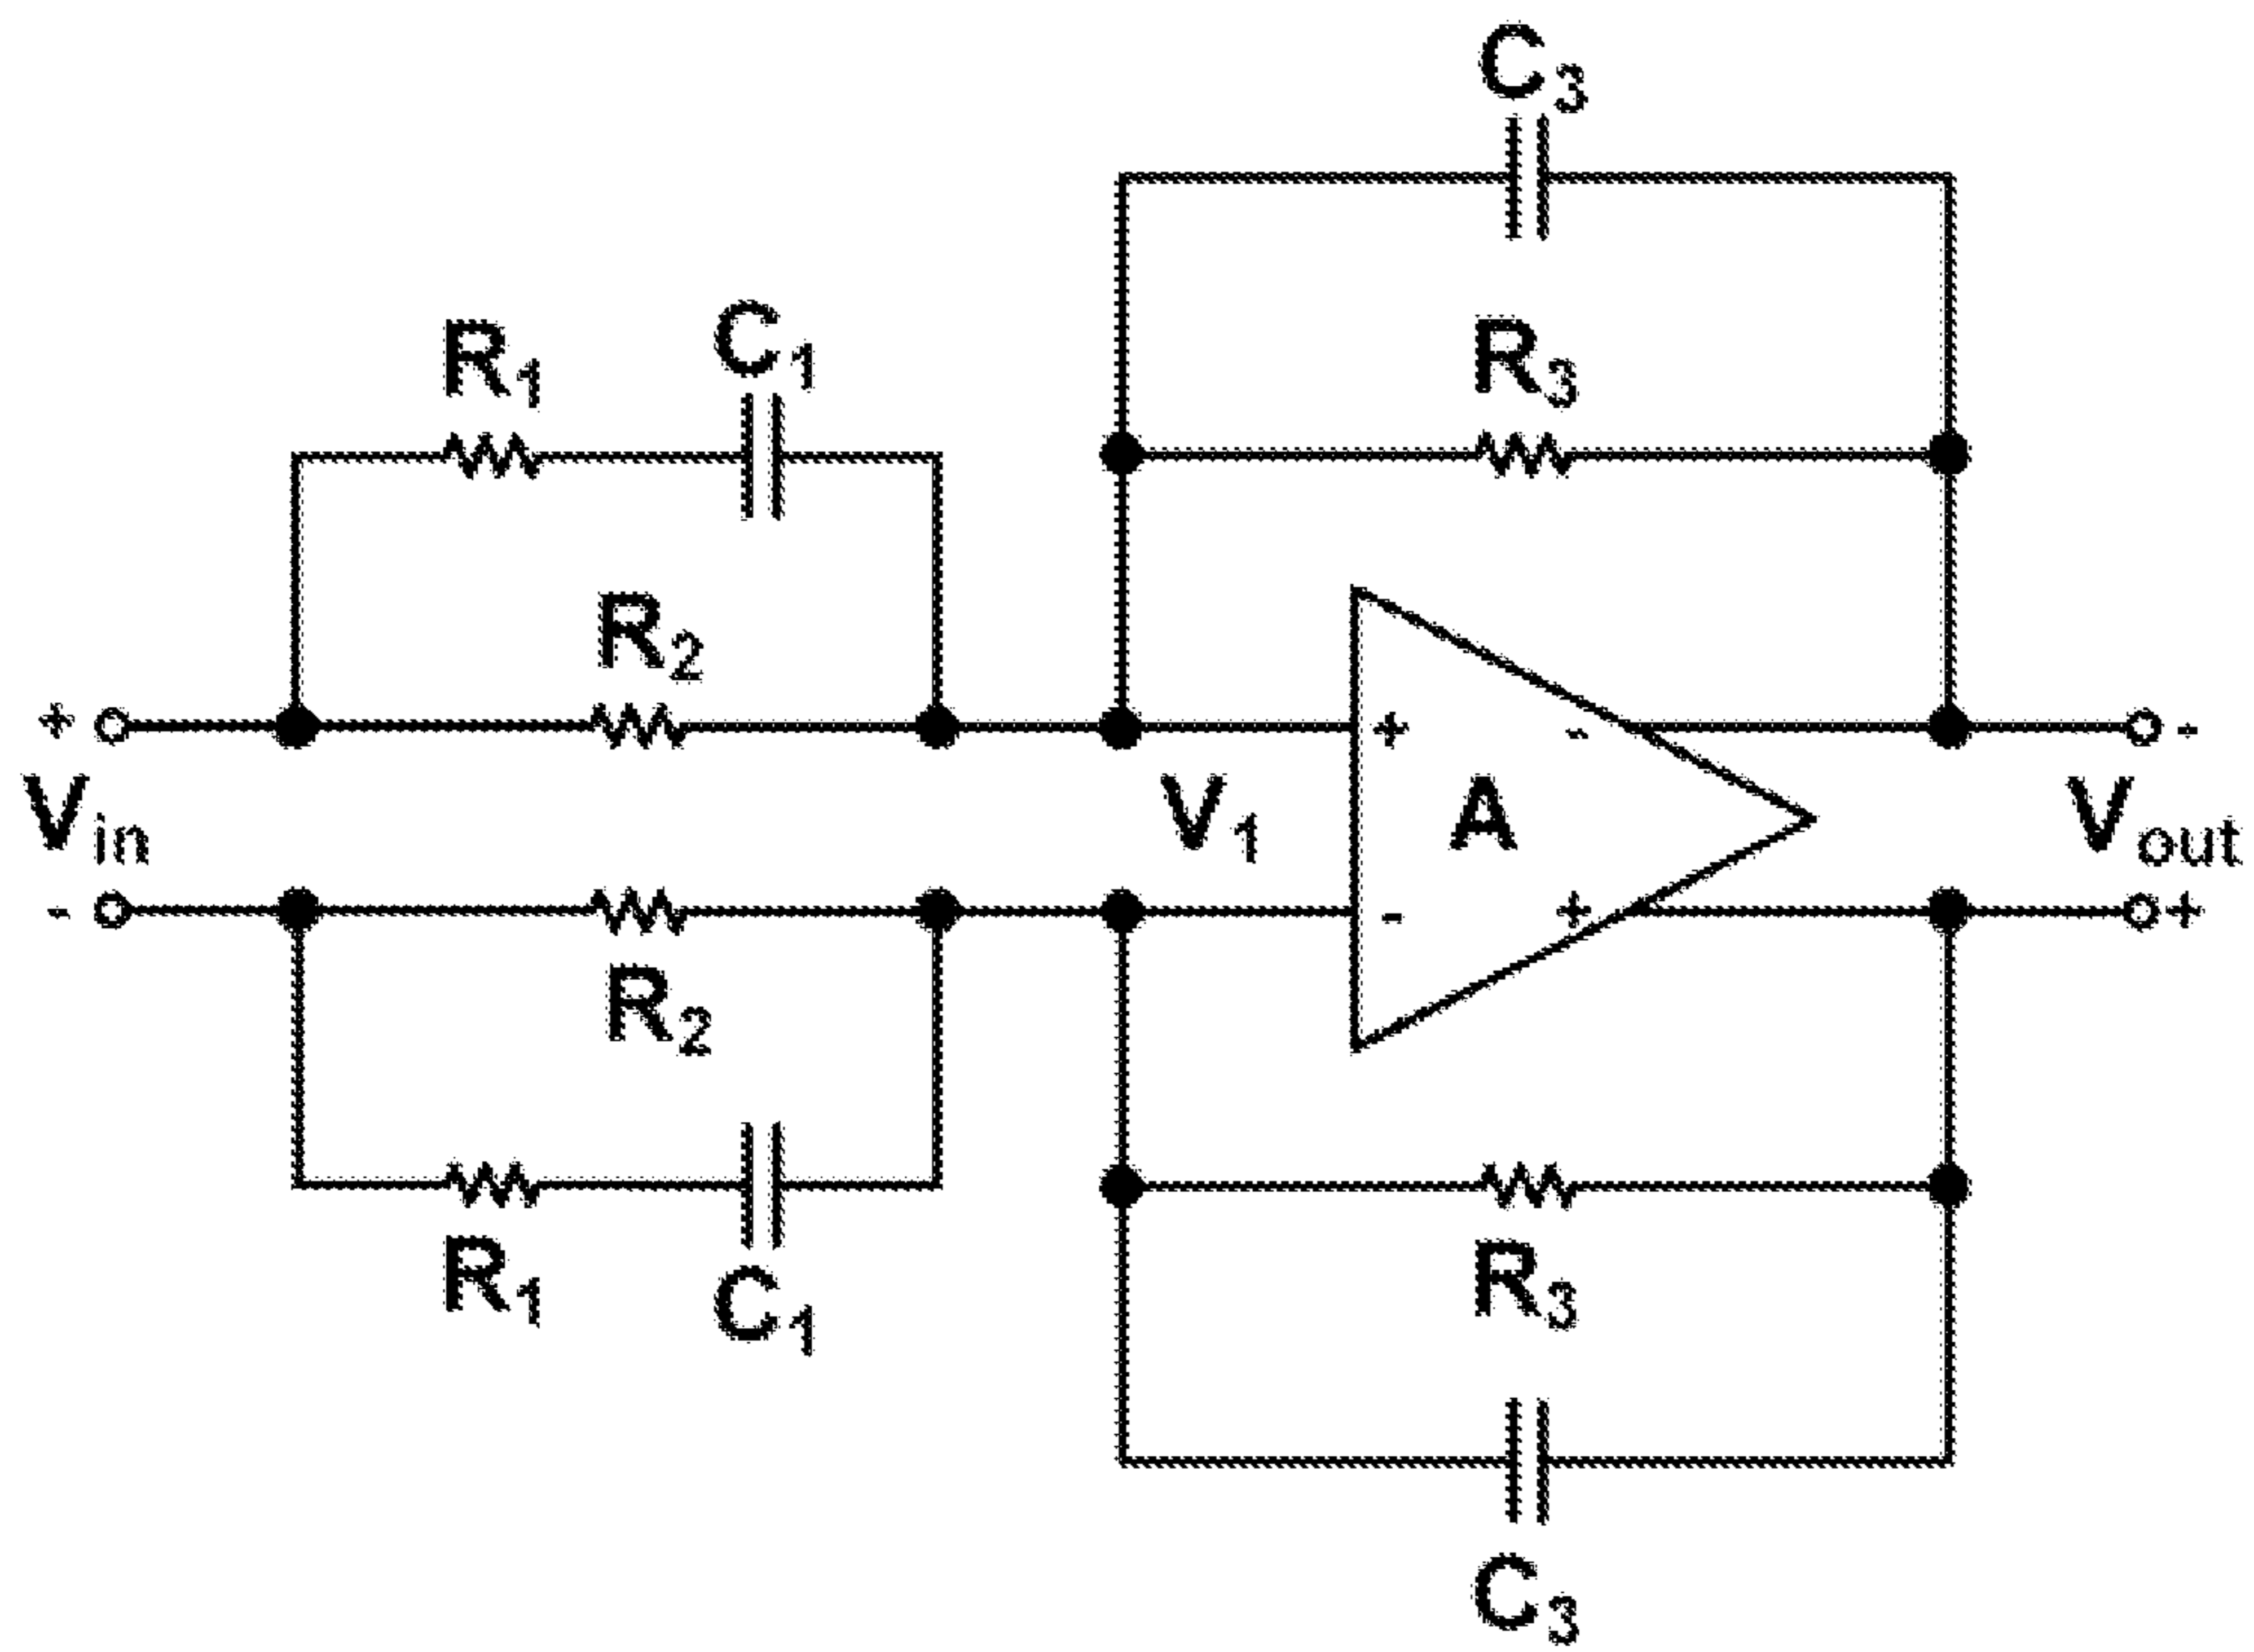 C3
R1
C1
R3
R2
+
+
-
-
Vin
V1
A
Vout
-
-
+
+
R2
R1
C1
R3
C3